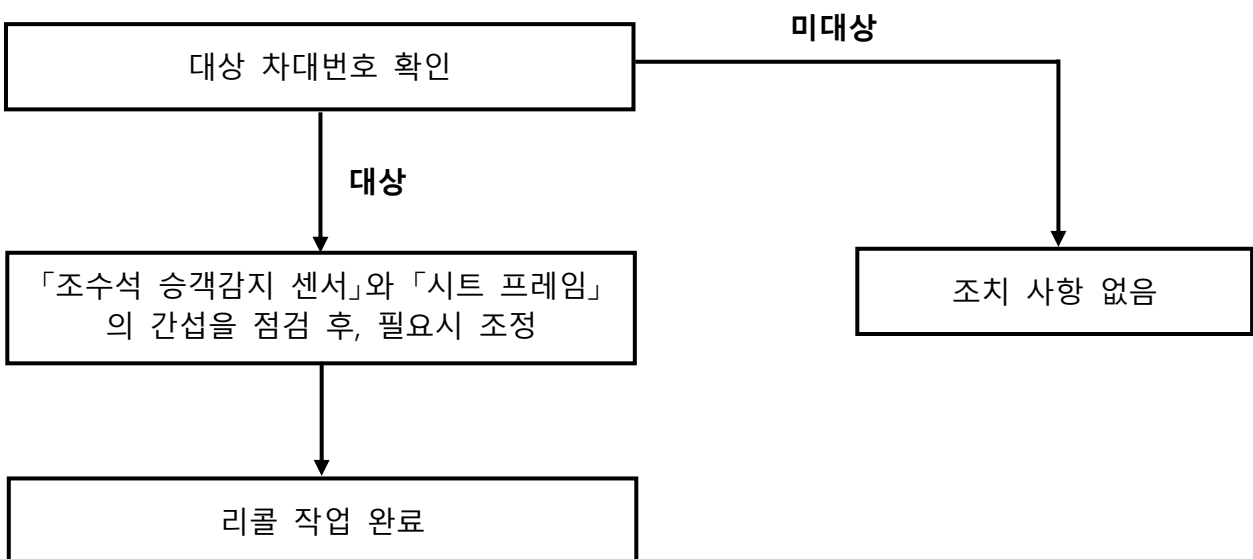 미대상
대상 차대번호 확인
대상
「조수석 승객감지 센서」와 「시트 프레임」
의 간섭을 점검 후, 필요시 조정
조치 사항 없음
리콜 작업 완료